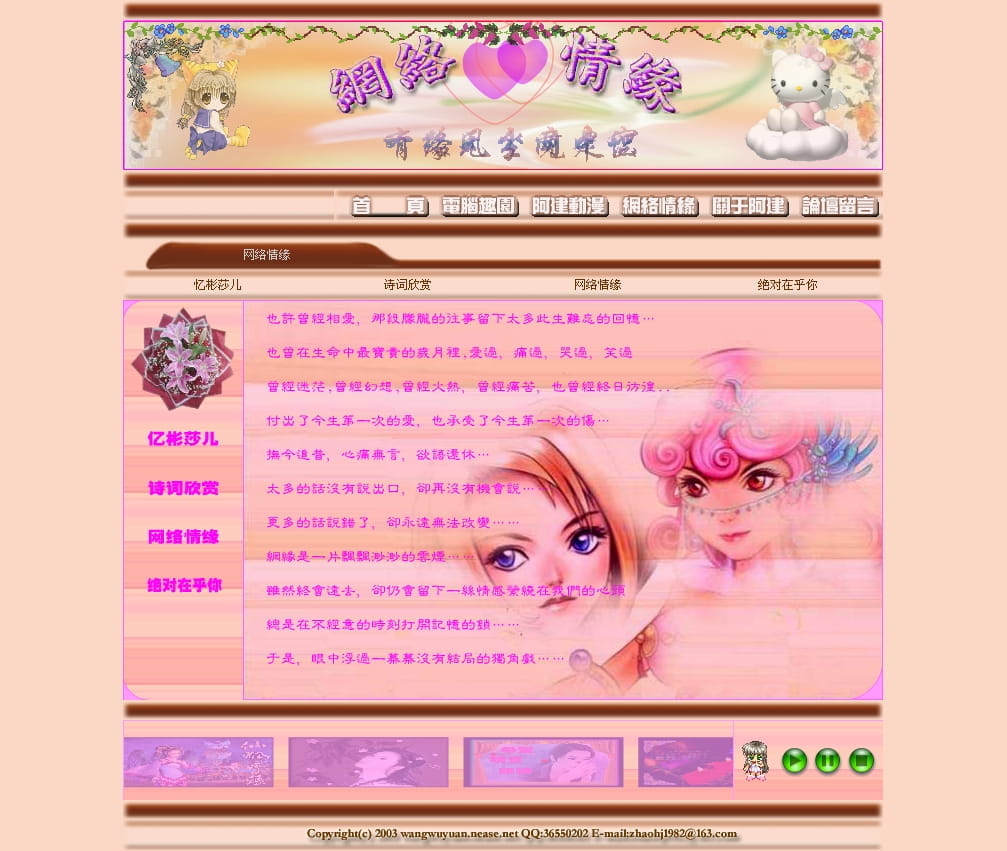 網絡情緣
首頁 電腦趣園 阿建動漫 網絡情緣 關于阿建 論壇留言
网络情缘
忆彬莎儿 诗词欣赏 网络情缘 绝对在乎你
也許曾經相愛，那段朦朧的注事留下太多此生難忘的回憶…
也曾在生命中最寶貴的歲月裡,愛過，痛過，哭過，笑過
曾經迷茫,曾經幻想,曾經火熱，曾經痛苦，也曾經終日彷徨..
付出了今生第一次的愛，也承受了今生第一次的傷…
撫今追昔，心痛無言，欲語還休…
太多的話沒有說出口，卻再沒有機會說……
更多的話說錯了，卻永遠無法改變……
網緣是一片飄飄渺渺的雲煙……
雖然終會遠去，卻仍會留下一絲情感縈繞在我們的心頭
總是在不經意的時刻打開記憶的鎖……
于是，眼中浮過一幕幕沒有結局的獨角戲……
亿彬莎儿
诗词欣赏
网络情缘
绝对在乎你
Copyright(c) 2003 wangwuyuan.nease.net QQ:36550202 E-mail:zhaohj1982@163.com